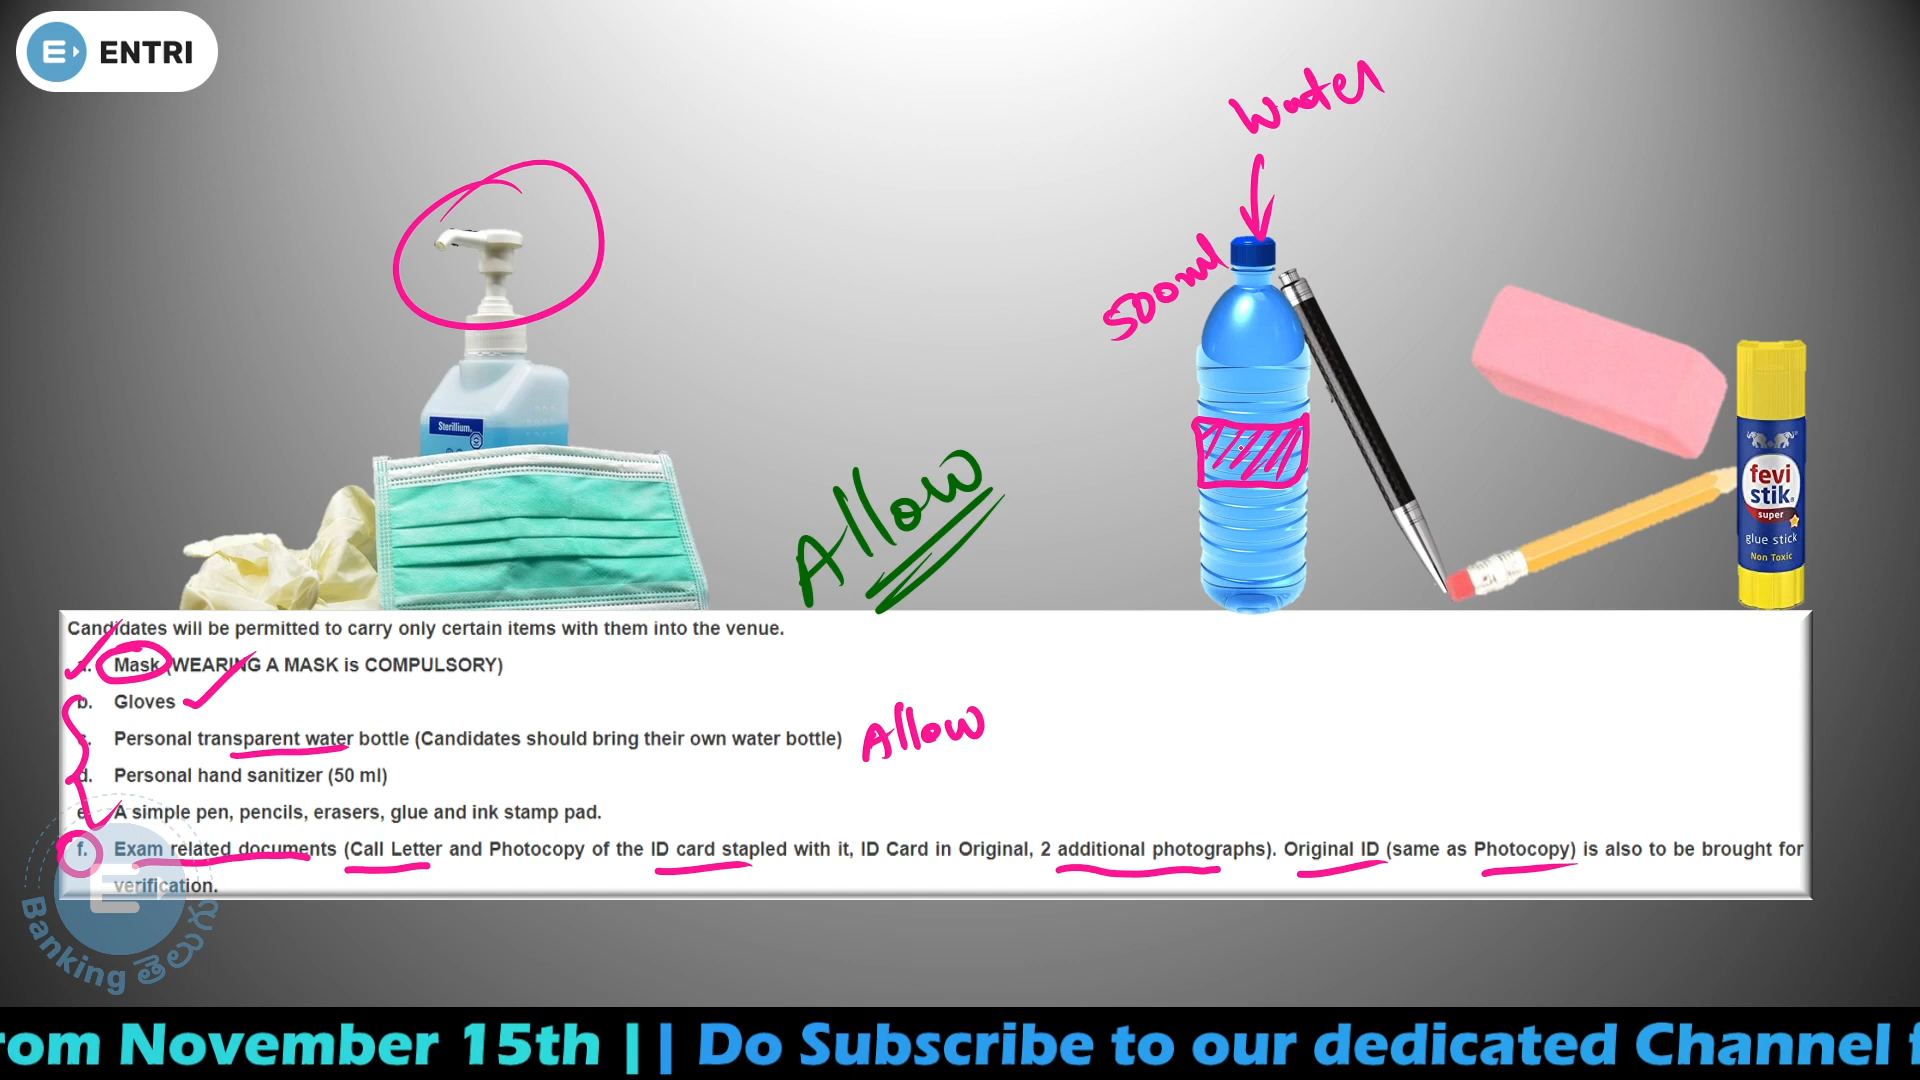 ENTRI
Water
500ml
Sterillium
Allow
fevi
stik
super
glue stick
Non Toxic
Candidates will be permitted to carry only certain items with them into the venue.
a. Mask (WEARING A MASK is COMPULSORY)
b. Gloves
c. Personal transparent water bottle (Candidates should bring their own water bottle) Allow
d. Personal hand sanitizer (50 ml)
e. A simple pen, pencils, erasers, glue and ink stamp pad.
f. Exam related documents (Call Letter and Photocopy of the ID card stapled with it, ID Card in Original, 2 additional photographs). Original ID (same as Photocopy) is also to be brought for
verification.
Banking తెలుగు
rom November 15th || Do Subscribe to our dedicated Channel f